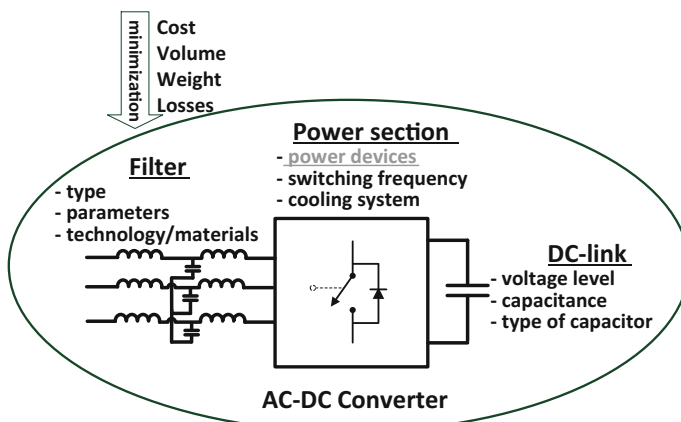 minimization
Cost
Volume
Weight
Losses
Power section
- power devices
- switching frequency
- cooling system
Filter
- type
- parameters
- technology/materials
DC-link
- voltage level
- capacitance
- type of capacitor
AC-DC Converter